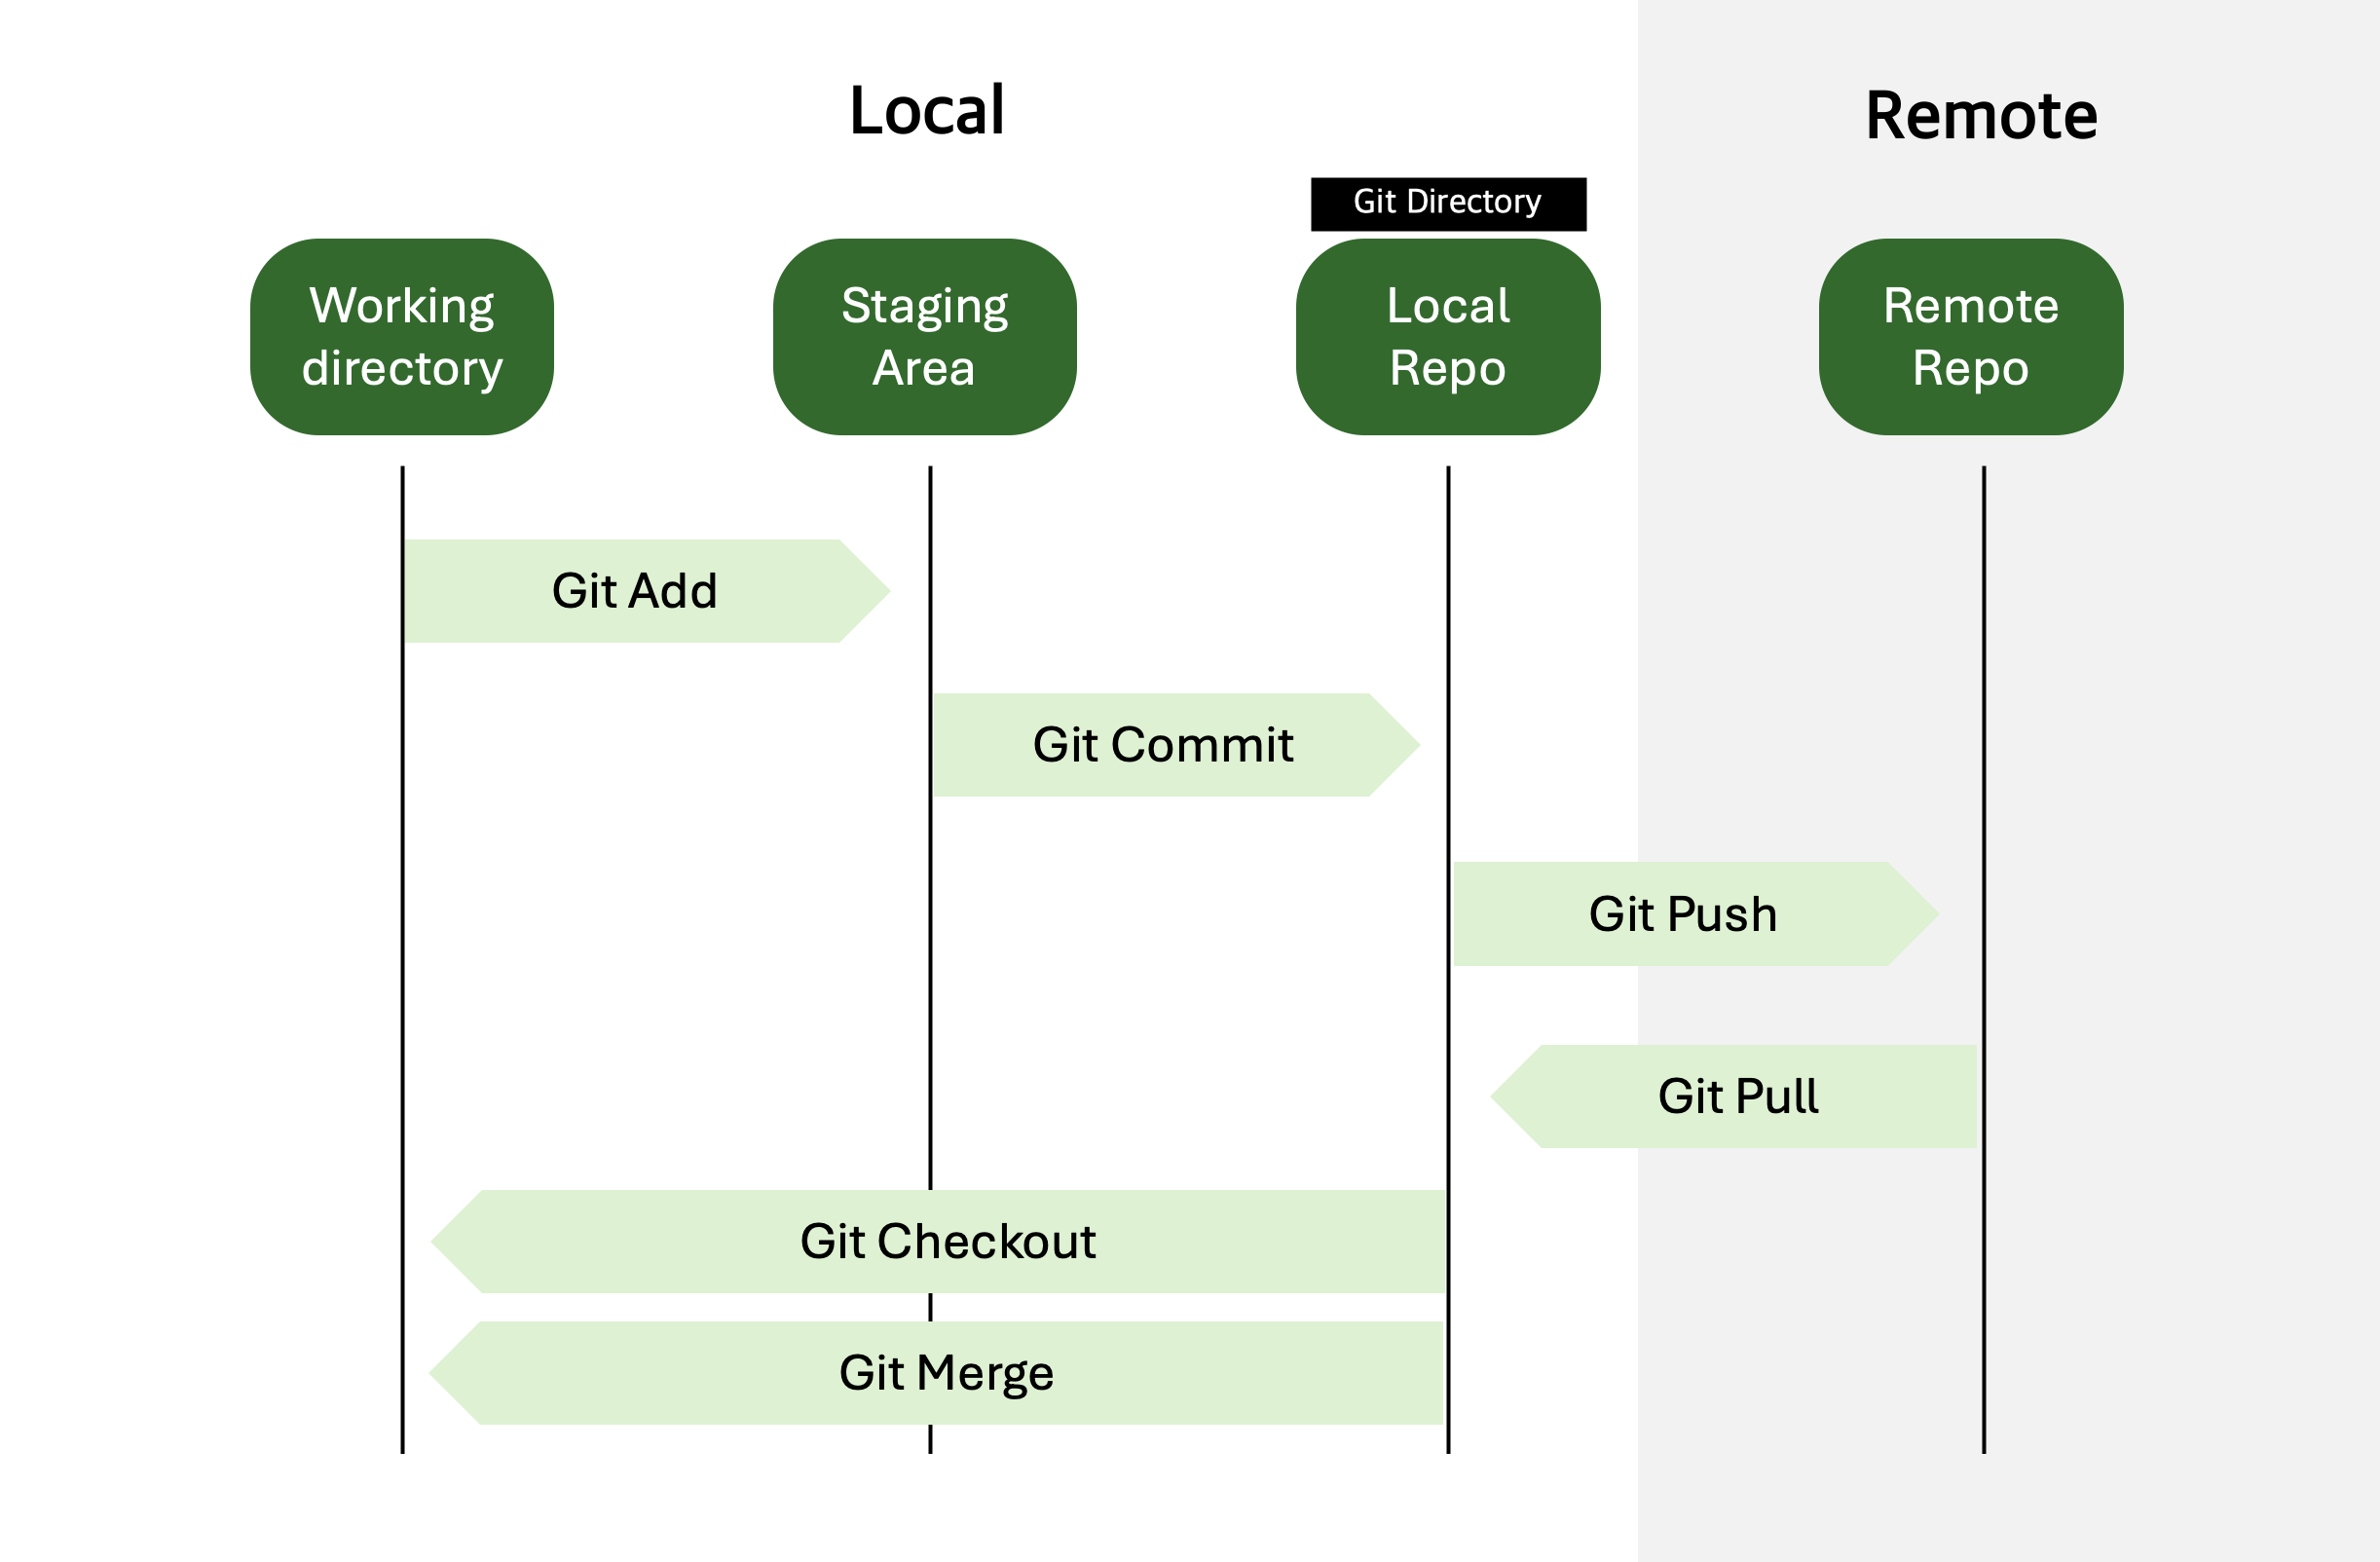 Local
Remote
Git Directory
Working
directory
Staging
Area
Local
Repo
Remote
Repo
Git Add
Git Commit
Git Push
Git Pull
Git Checkout
Git Merge